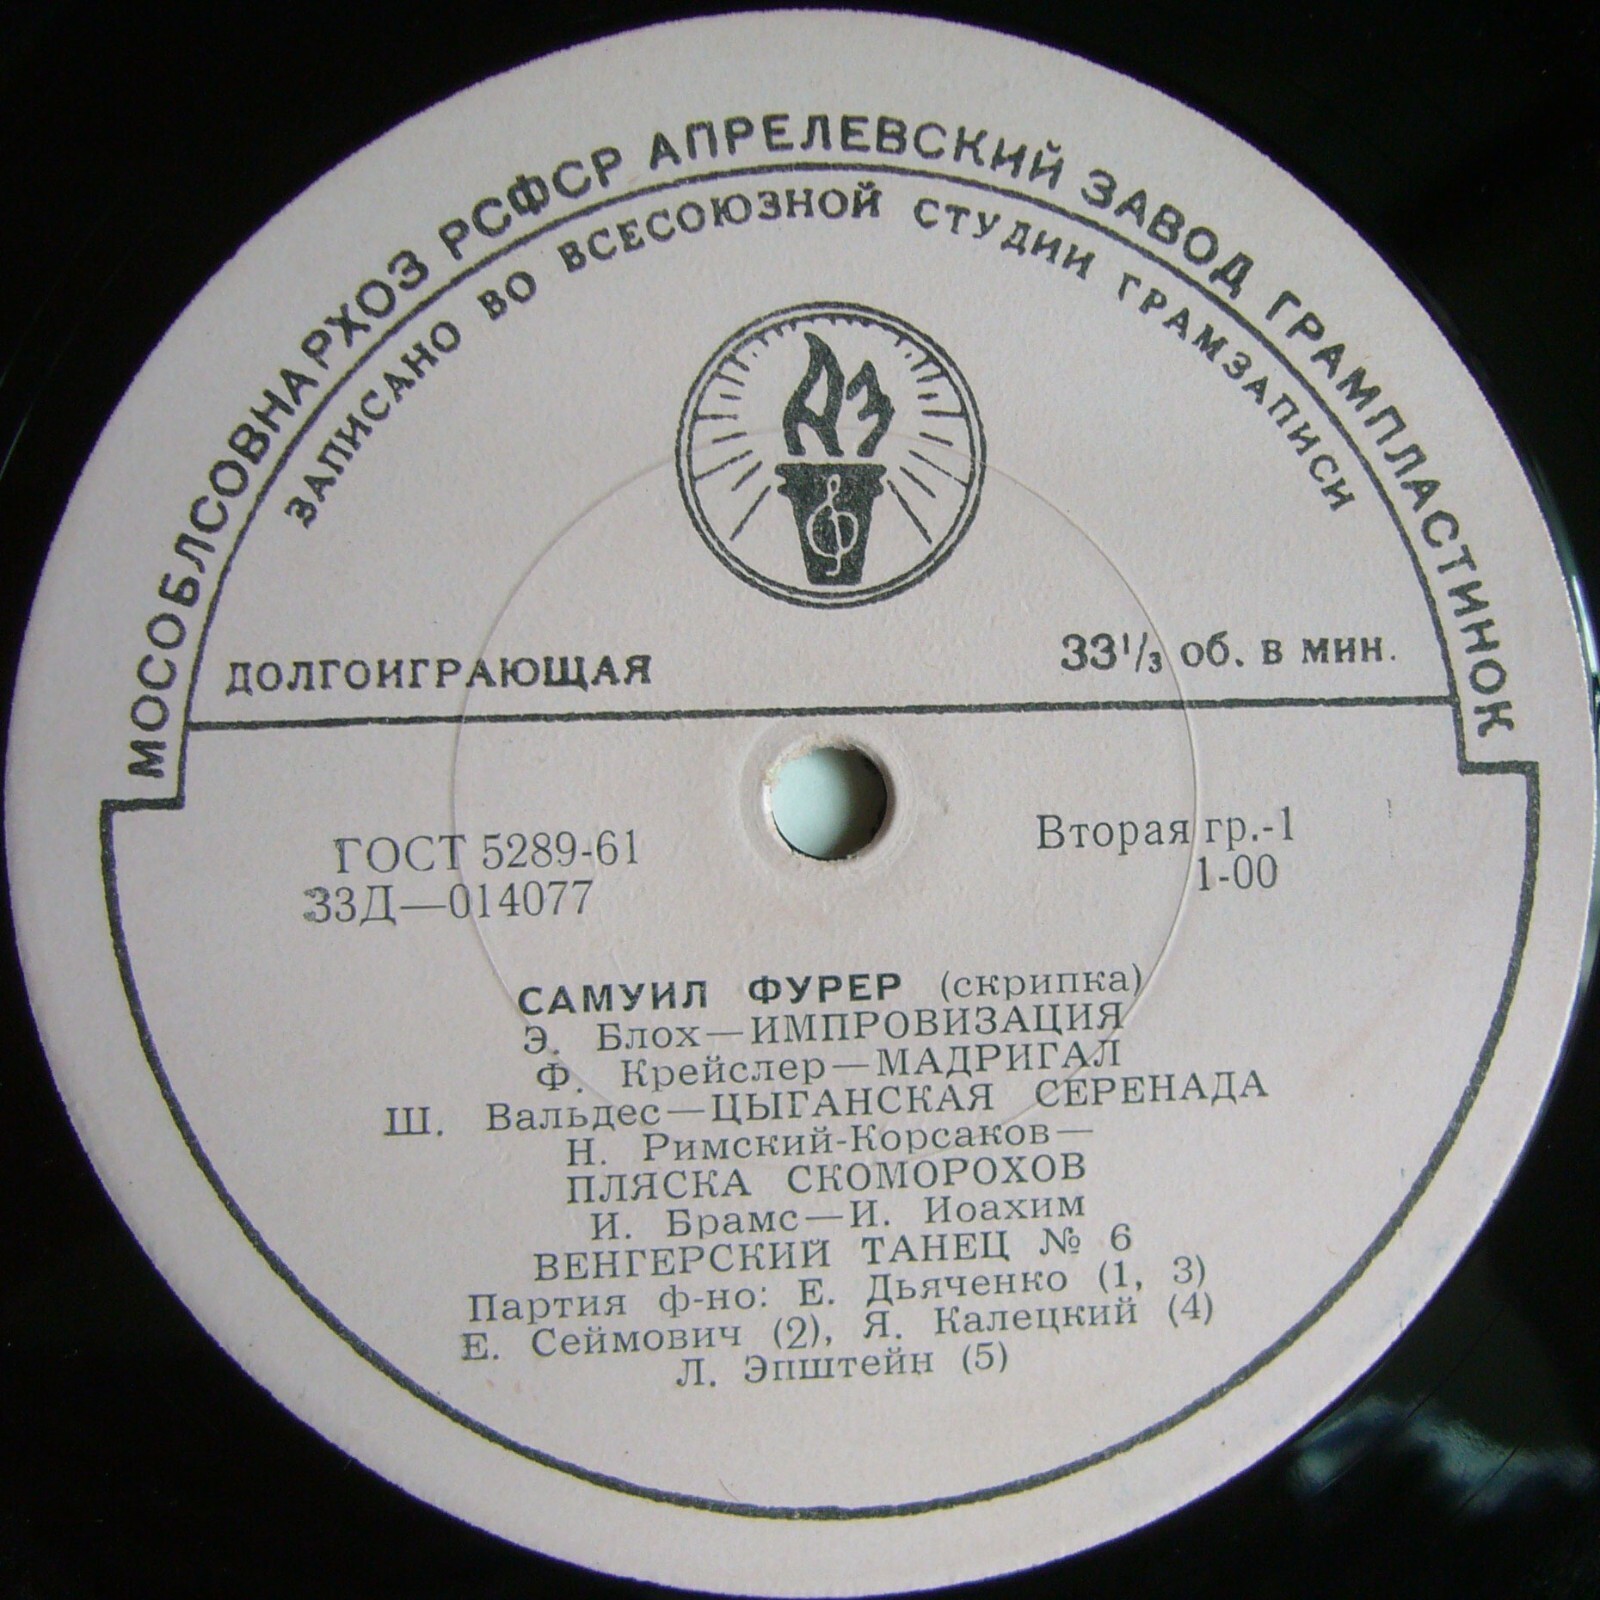 МОСОБЛСОВНАРХОЗ РСФСР АПРЕЛЕВСКИЙ ЗАВОД ГРАМПЛАСТИНОК
ЗАПИСАНО ВО ВСЕСОЮЗНОЙ СТУДИИ ГРАМЗАПИСИ
ДОЛГОИГРАЮЩАЯ
33¹/₃ об. в мин.
ГОСТ 5289-61
33Д—014077
Вторая гр.-1
1-00
САМУИЛ ФУРЕР (скрипка)
Э. Блох—ИМПРОВИЗАЦИЯ
Ф. Крейслер—МАДРИГАЛ
Ш. Вальдес—ЦЫГАНСКАЯ СЕРЕНАДА
Н. Римский-Корсаков—
ПЛЯСКА СКОМОРОХОВ
И. Брамс—И. Иоахим
ВЕНГЕРСКИЙ ТАНЕЦ № 6
Партия ф-но: Е. Дьяченко (1, 3)
Е. Сеймович (2), Я. Калецкий (4)
Л. Эпштейн (5)